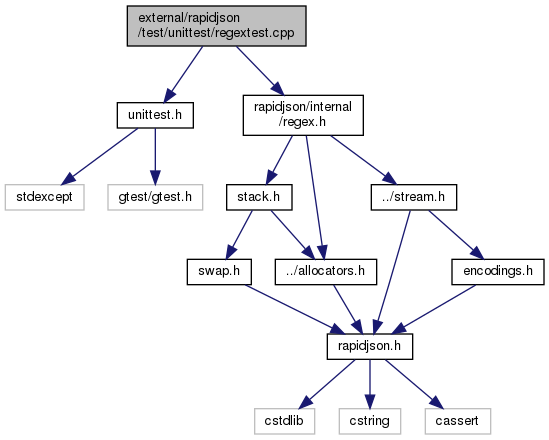 external/rapidjson
/test/unittest/regextest.cpp
unittest.h
rapidjson/internal
/regex.h
stdexcept
gtest/gtest.h
stack.h
../stream.h
swap.h
../allocators.h
encodings.h
rapidjson.h
cstdlib
cstring
cassert